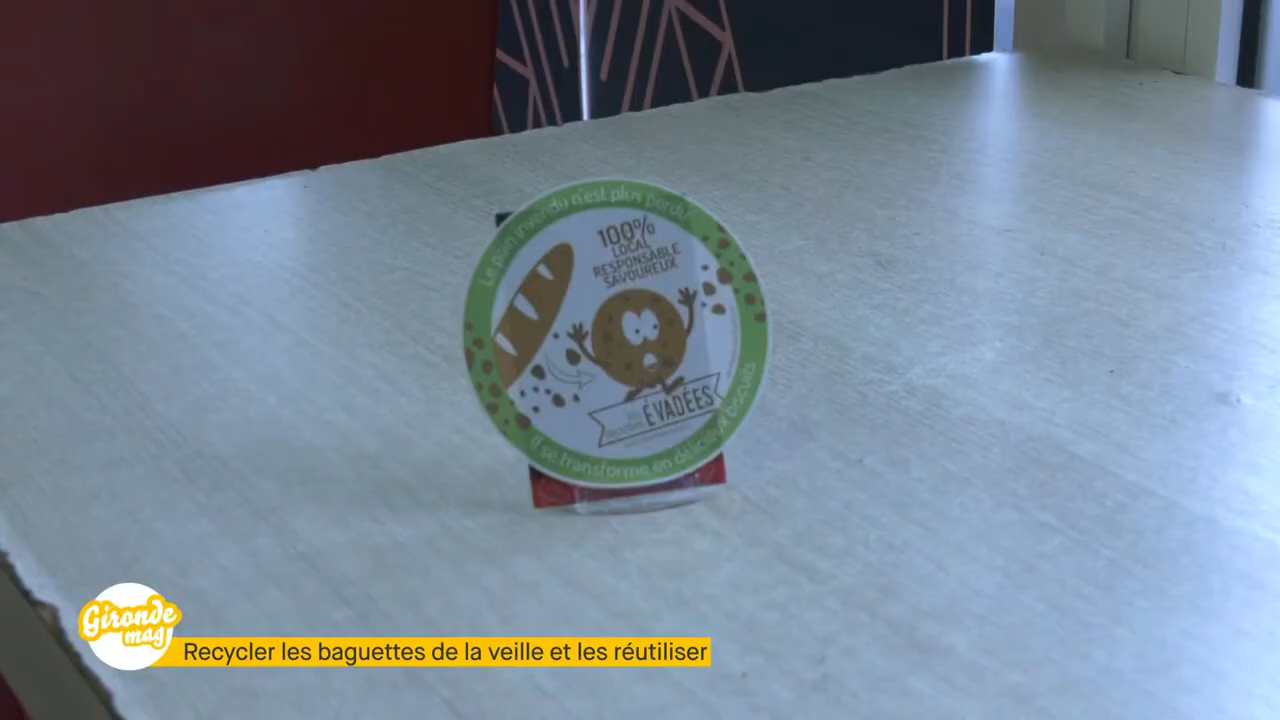 Le pain invendu n'est plus perdu
100%
LOCAL
RESPONSABLE
SAVOUREUX
ÉVADÉES
Il se transforme en délicieux biscuits
Gironde
mag
Recycler les baguettes de la veille et les réutiliser